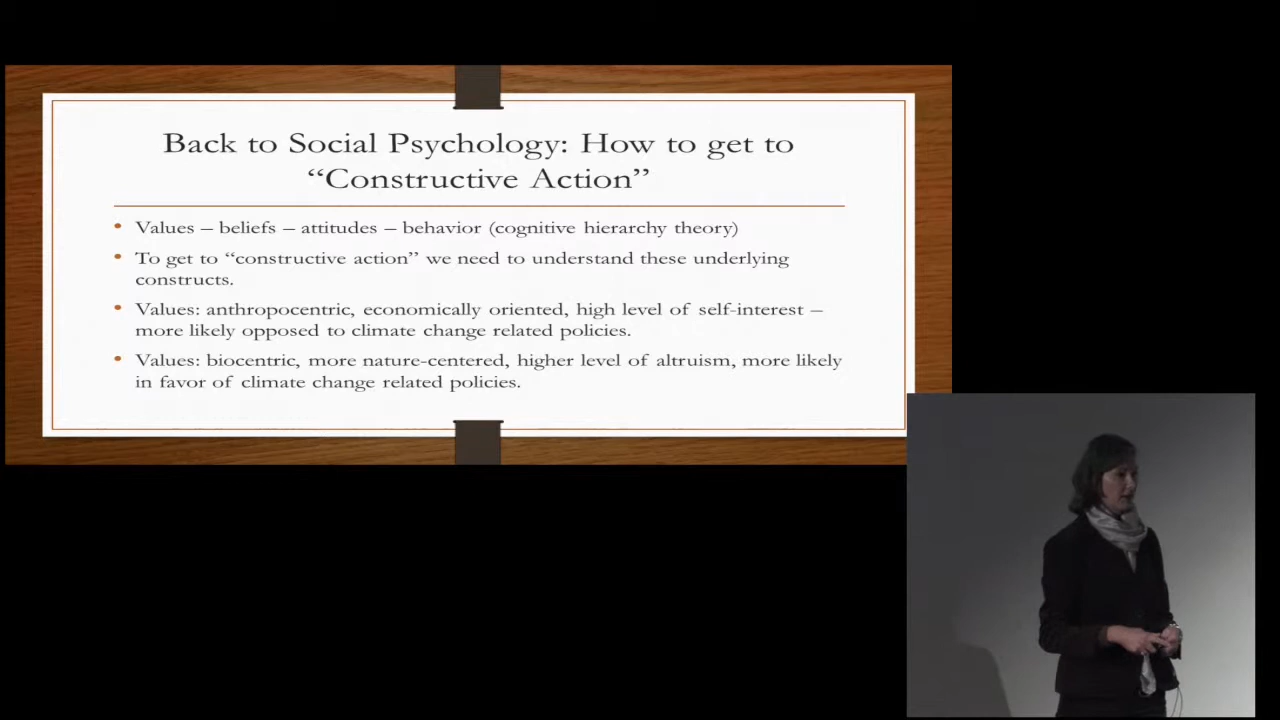 Back to Social Psychology: How to get to
“Constructive Action”
• Values – beliefs – attitudes – behavior (cognitive hierarchy theory)
• To get to “constructive action” we need to understand these underlying
constructs.
• Values: anthropocentric, economically oriented, high level of self-interest –
more likely opposed to climate change related policies.
• Values: biocentric, more nature-centered, higher level of altruism, more likely
in favor of climate change related policies.